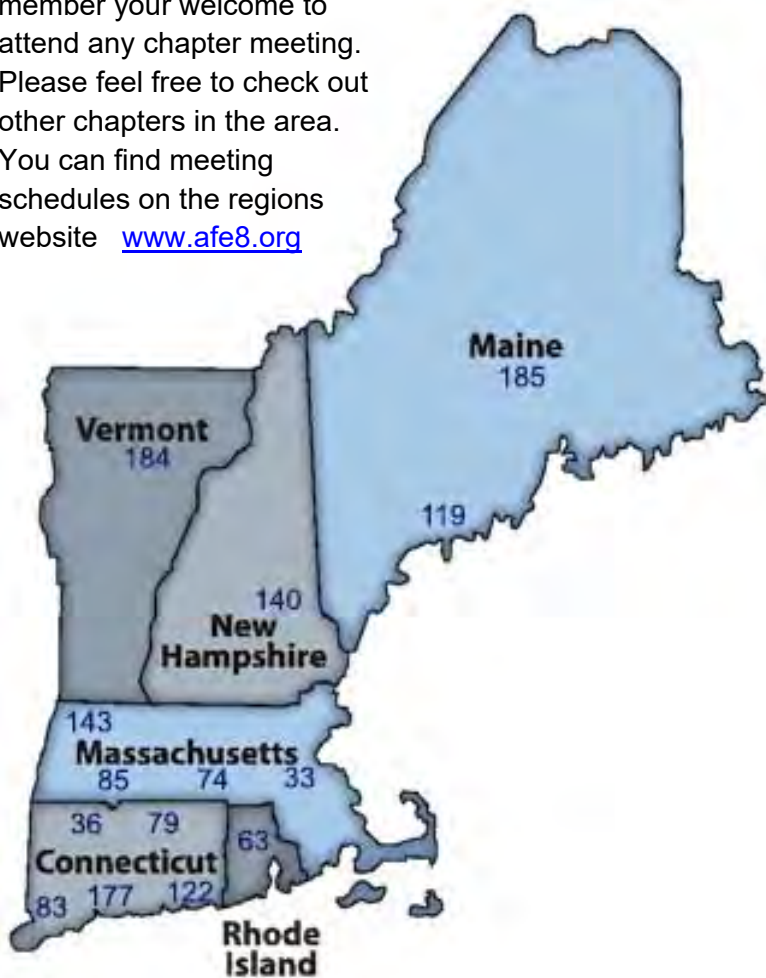 member your welcome to
attend any chapter meeting.
Please feel free to check out
other chapters in the area.
You can find meeting
schedules on the regions
website www.afe8.org
Maine
185
Vermont
184
119
140
New
Hampshire
143
Massachusetts
85 74 33
36 79 63
Connecticut
83 177 122
Rhode
Island